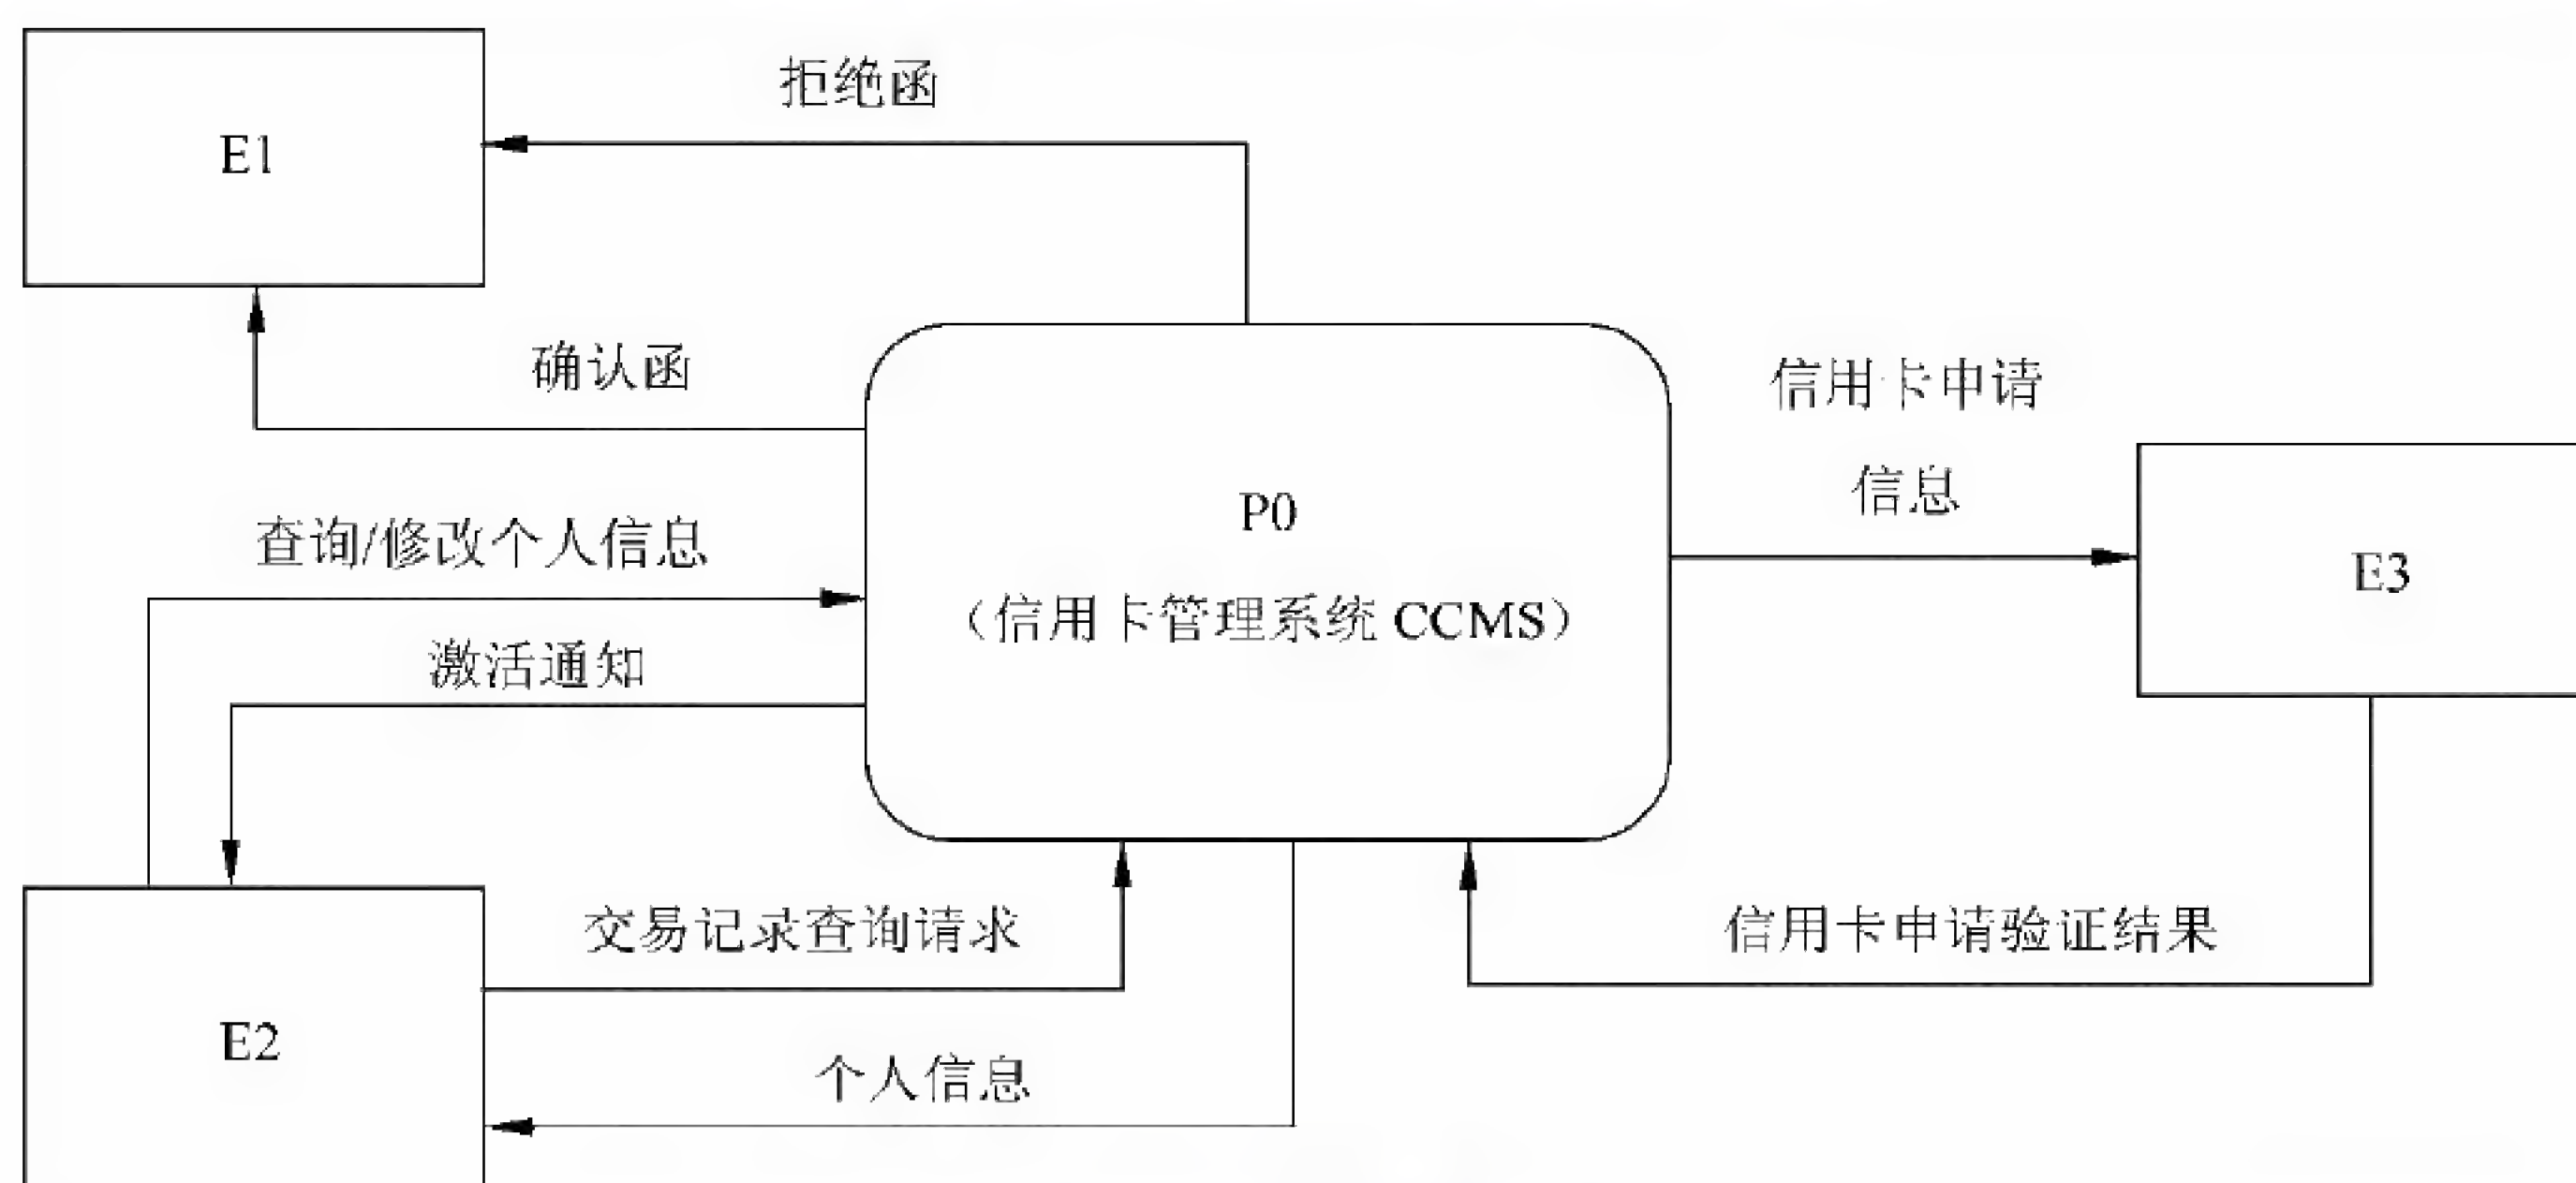 拒绝函
E1
确认函
信用卡申请
信息
查询/修改个人信息
P0
E3
（信用卡管理系统 CCMS）
激活通知
交易记录查询请求
信用卡申请验证结果
E2
个人信息